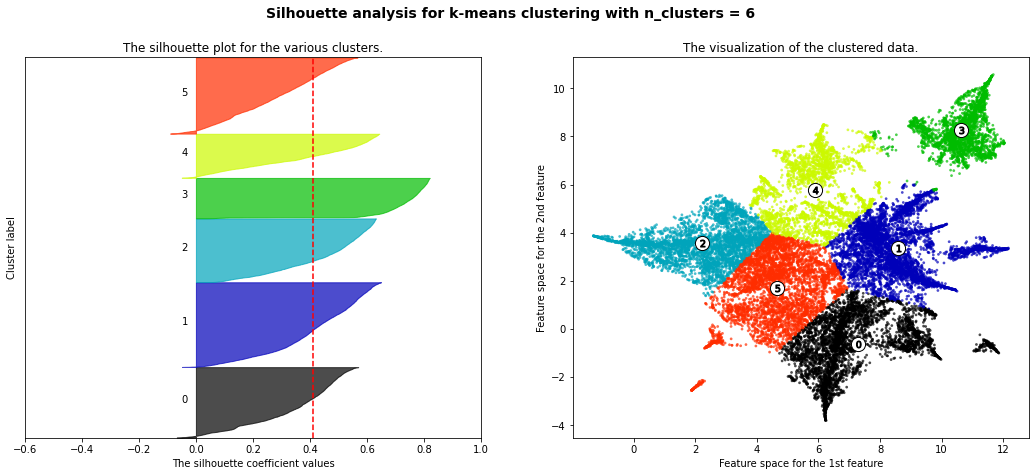 Silhouette analysis for k-means clustering with n_clusters = 6
The silhouette plot for the various clusters.
5
4
3
2
1
0
Cluster label
−0.6 −0.4 −0.2 0.0 0.2 0.4 0.6 0.8 1.0
The silhouette coefficient values
The visualization of the clustered data.
10
8
6
4
2
0
−2
−4
Feature space for the 2nd feature
3
4
2
1
5
0
0 2 4 6 8 10 12
Feature space for the 1st feature